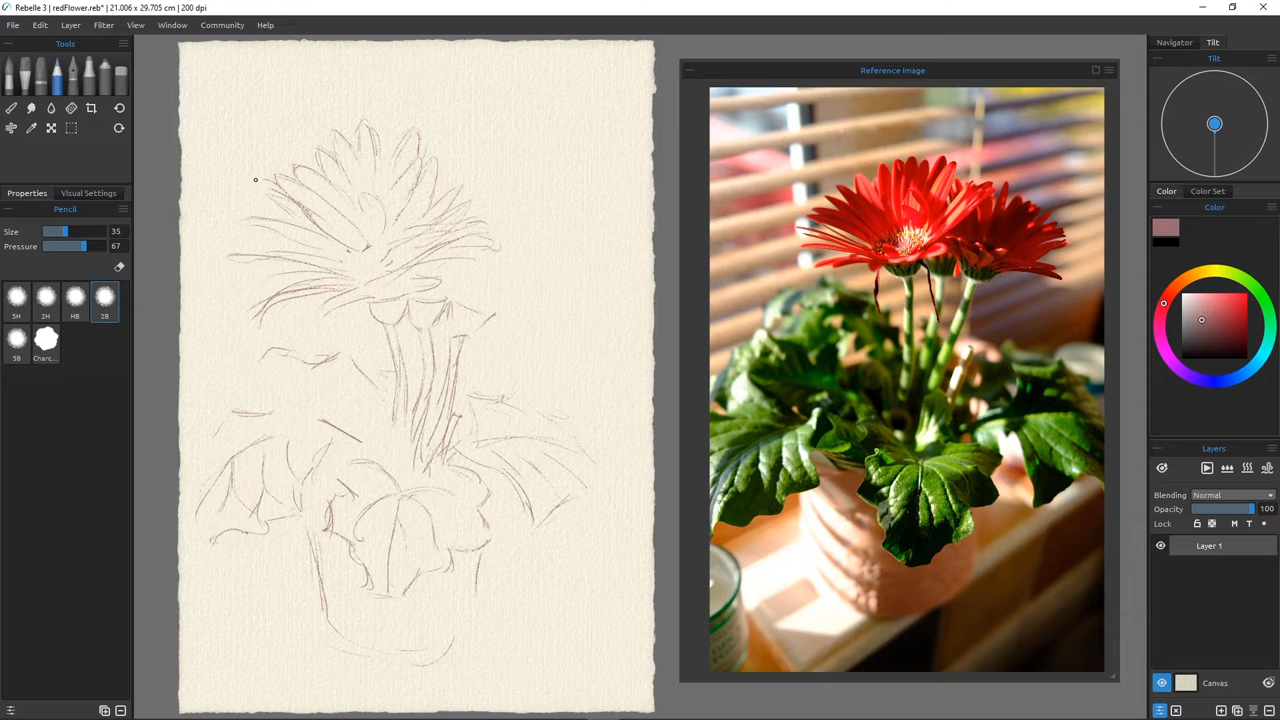 Rebelle 3 | redFlower.reb* | 21.006 x 29.705 cm | 200 dpi
File Edit Layer Filter View Window Community Help
Tools
Properties Visual Settings
Pencil
Size 35
Pressure 67
5H 2H HB 2B
5B Charc...
Reference Image
Navigator Tilt
Tilt
Color Color Set
Color
Layers
Blending Normal
Opacity 100
Lock M T
Layer 1
Canvas